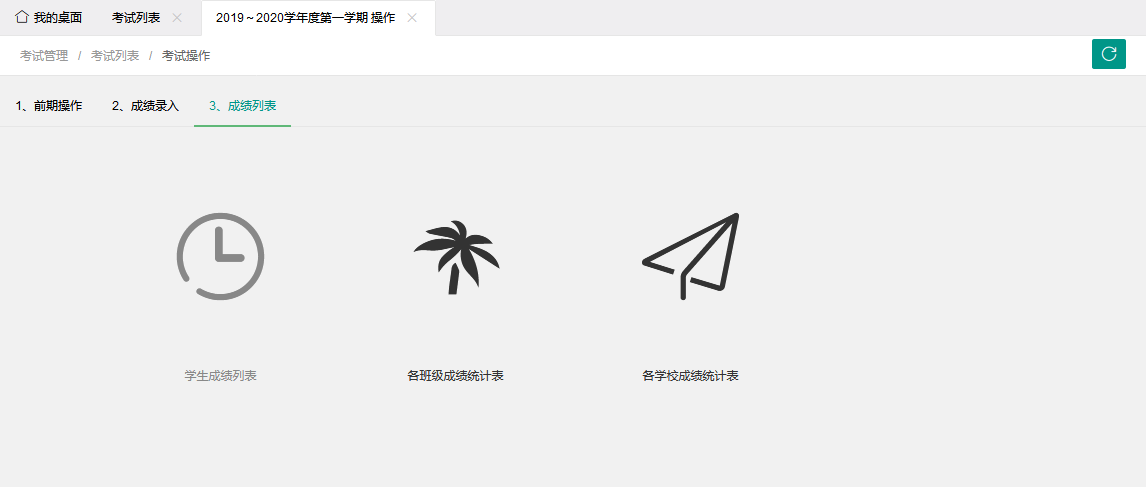 我的桌面 考试列表 2019～2020学年度第一学期 操作
考试管理 / 考试列表 / 考试操作
1、前期操作 2、成绩录入 3、成绩列表
学生成绩列表 各班级成绩统计表 各学校成绩统计表